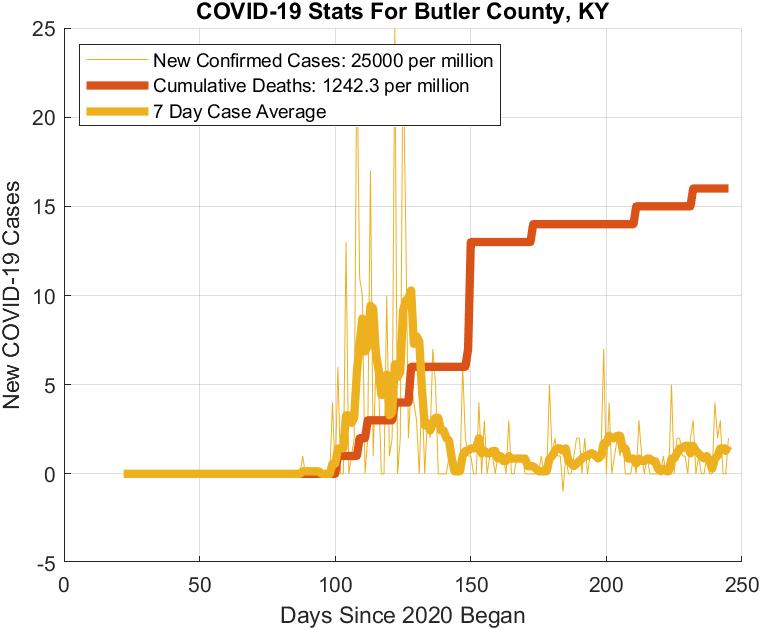 COVID-19 Stats For Butler County, KY
New Confirmed Cases: 25000 per million
Cumulative Deaths: 1242.3 per million
7 Day Case Average
25
20
15
10
5
0
-5
New COVID-19 Cases
0 50 100 150 200 250
Days Since 2020 Began